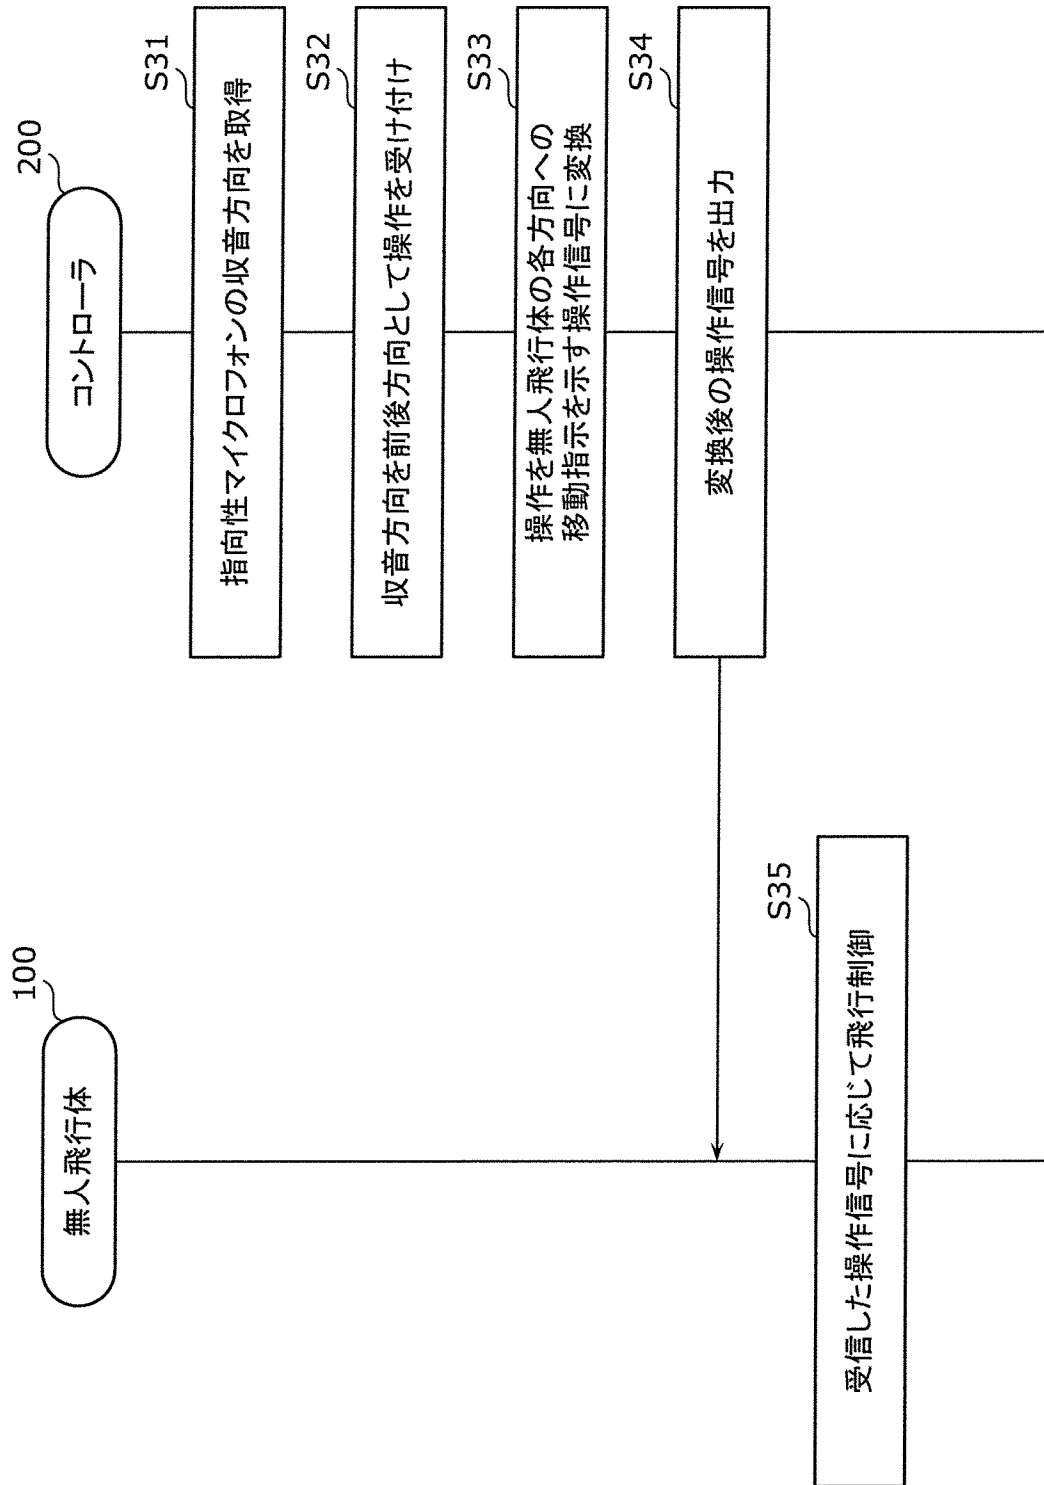 100
無人飛行体
200
コントローラ
S31
指向性マイクロフォンの収音方向を取得
S32
収音方向を前後方向として操作を受け付け
S33
操作を無人飛行体の各方向への
移動指示を示す操作信号に変換
S34
変換後の操作信号を出力
S35
受信した操作信号に応じて飛行制御